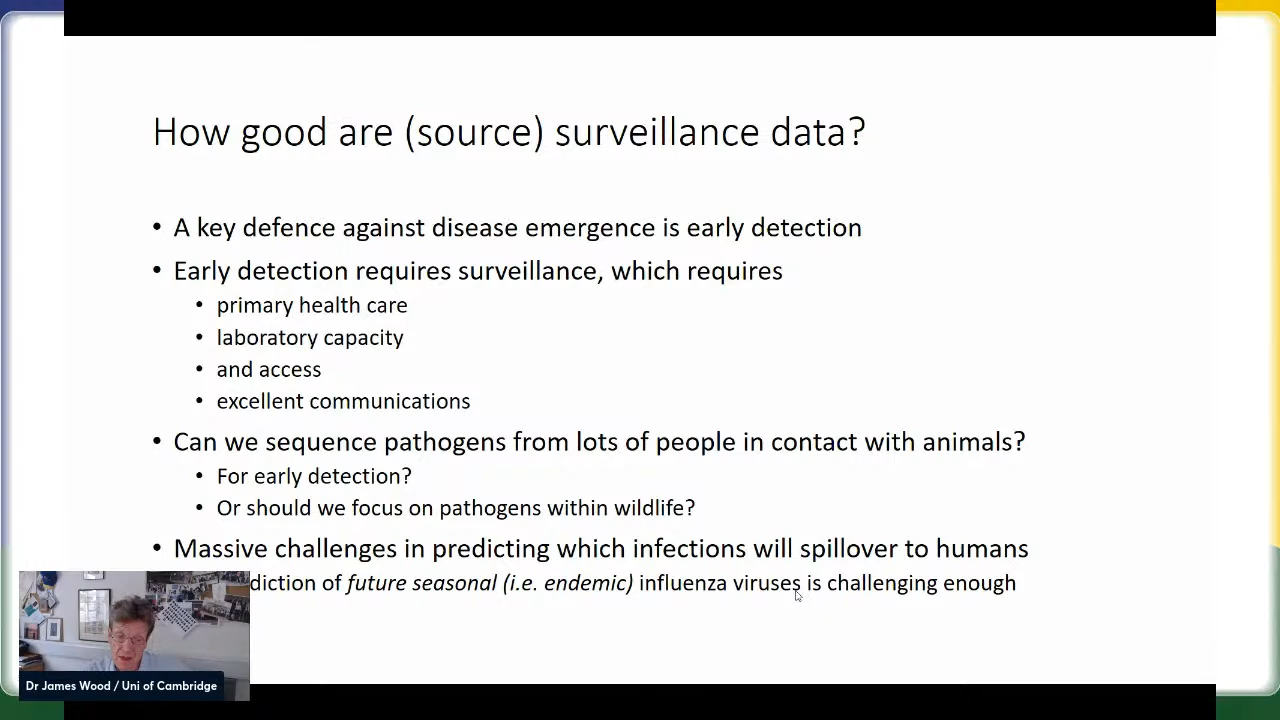 How good are (source) surveillance data?
• A key defence against disease emergence is early detection
• Early detection requires surveillance, which requires
• primary health care
• laboratory capacity
• and access
• excellent communications
• Can we sequence pathogens from lots of people in contact with animals?
• For early detection?
• Or should we focus on pathogens within wildlife?
• Massive challenges in predicting which infections will spillover to humans
of future seasonal (i.e. endemic) influenza viruses is challenging enough
Dr James Wood / Uni of Cambridge